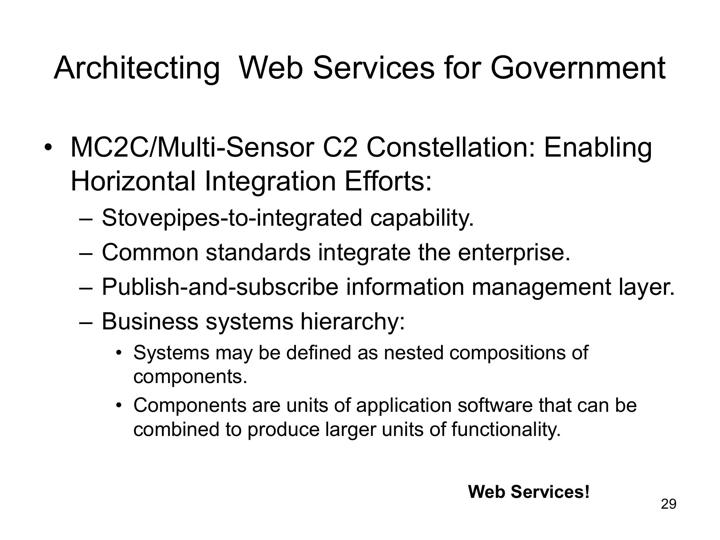 Architecting  Web Services for Government
• MC2C/Multi-Sensor C2 Constellation: Enabling
Horizontal Integration Efforts:
– Stovepipes-to-integrated capability.
– Common standards integrate the enterprise.
– Publish-and-subscribe information management layer.
– Business systems hierarchy:
• Systems may be defined as nested compositions of
components.
• Components are units of application software that can be
combined to produce larger units of functionality.
Web Services!
29